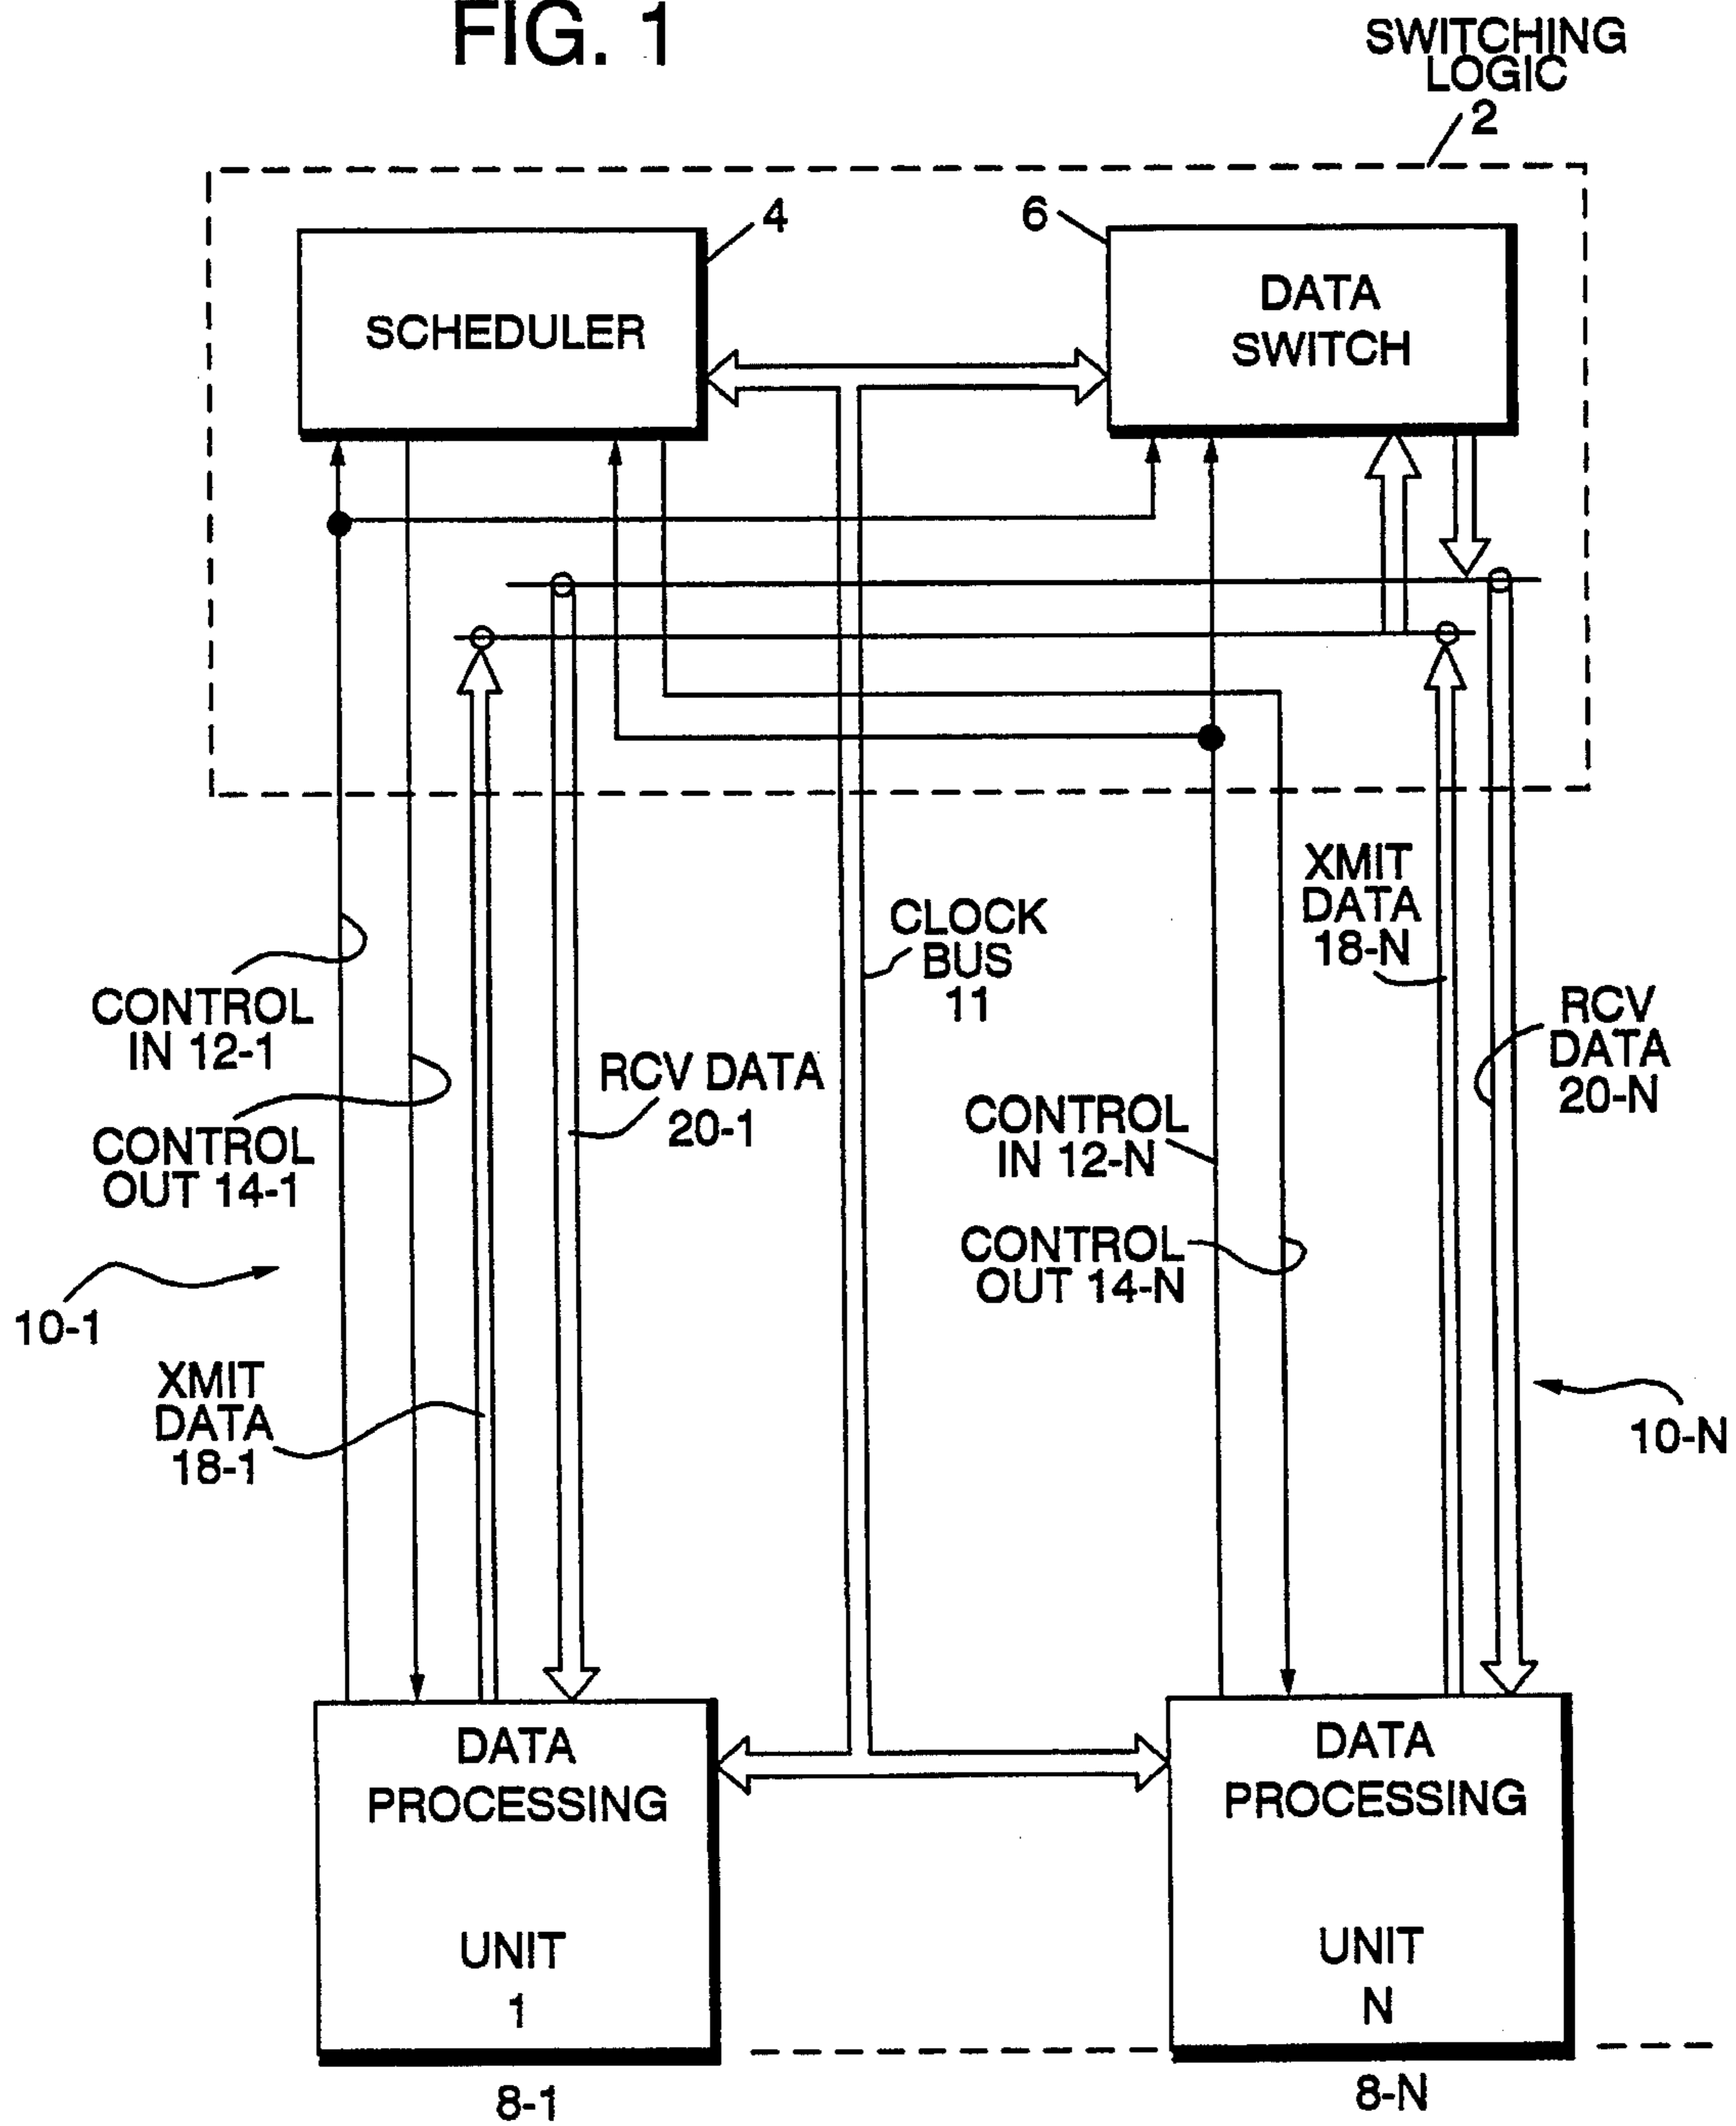 FIG. 1
SWITCHING
LOGIC
2
4
6
SCHEDULER
DATA
SWITCH
XMIT
DATA
18-N
CLOCK
BUS
11
CONTROL
IN 12-1
RCV
DATA
20-N
RCV DATA
20-1
CONTROL
IN 12-N
CONTROL
OUT 14-1
CONTROL
OUT 14-N
10-1
XMIT
DATA
18-1
10-N
DATA
PROCESSING
UNIT
1
DATA
PROCESSING
UNIT
N
8-1
8-N